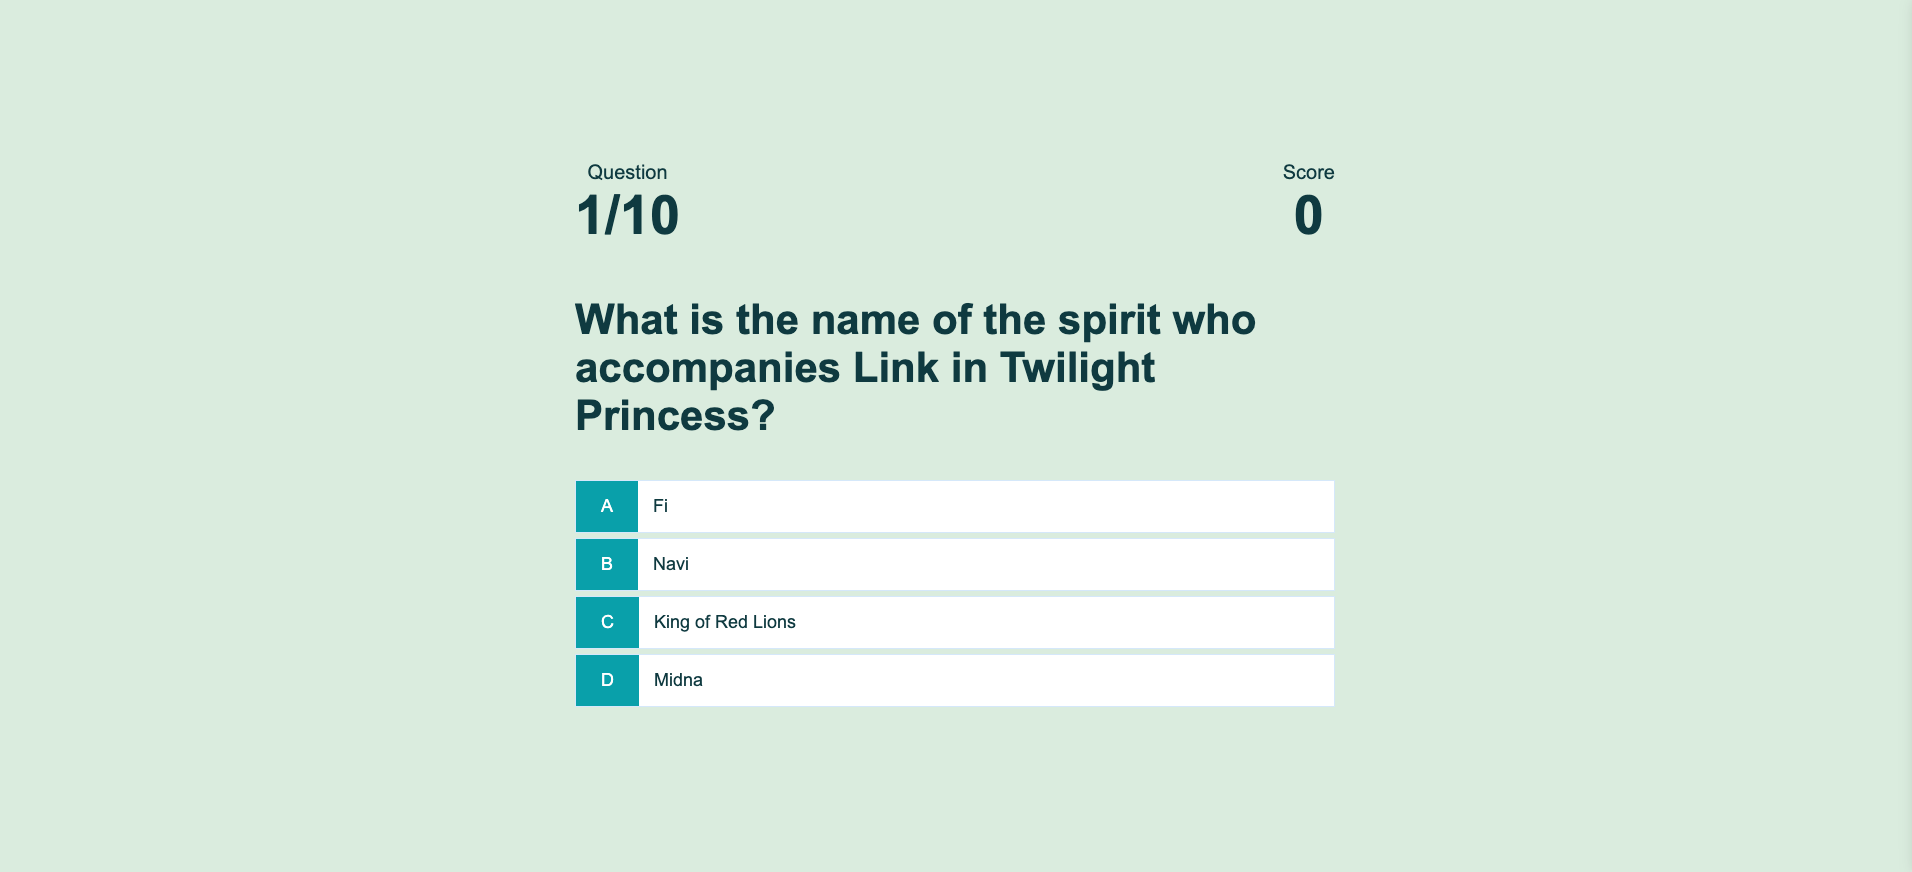 Question
1/10
Score
0
What is the name of the spirit who
accompanies Link in Twilight
Princess?
A Fi
B Navi
C King of Red Lions
D Midna